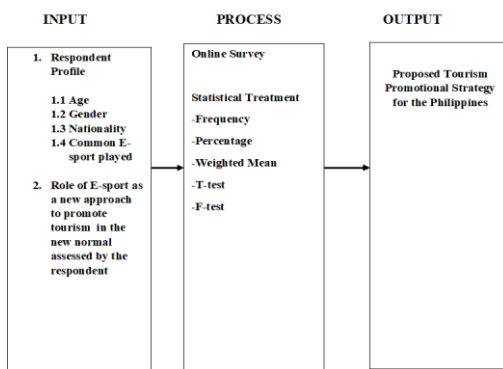 INPUT
PROCESS
OUTPUT
1. Respondent
Profile
1.1 Age
1.2 Gender
1.3 Nationality
1.4 Common E-
sport played
2. Role of E-sport as
a new approach
to promote
tourism in the
new normal
assessed by the
respondent
Online Survey
Statistical Treatment
-Frequency
-Percentage
-Weighted Mean
-T-test
-F-test
Proposed Tourism
Promotional Strategy
for the Philippines